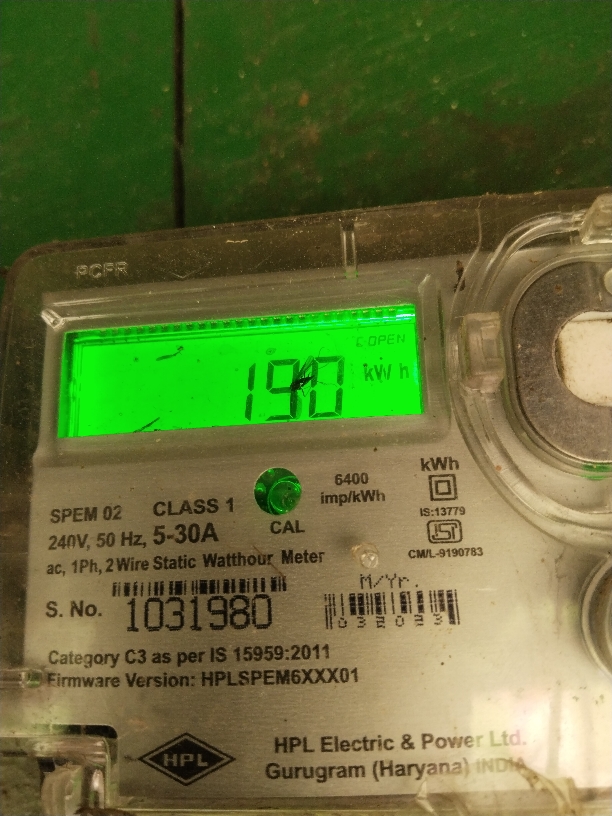 PCFR
C-OPEN
190 kWh
6400
imp/kWh
kWh
SPEM 02 CLASS 1
CAL
IS:13779
240V, 50 Hz, 5-30A
ISI
CM/L-9190783
ac, 1Ph, 2 Wire Static Watthour Meter
M/Yr.
S. No. 1031980
032023
Category C3 as per IS 15959:2011
Firmware Version: HPLSPEM6XXX01
HPL
HPL Electric & Power Ltd.
Gurugram (Haryana) INDIA